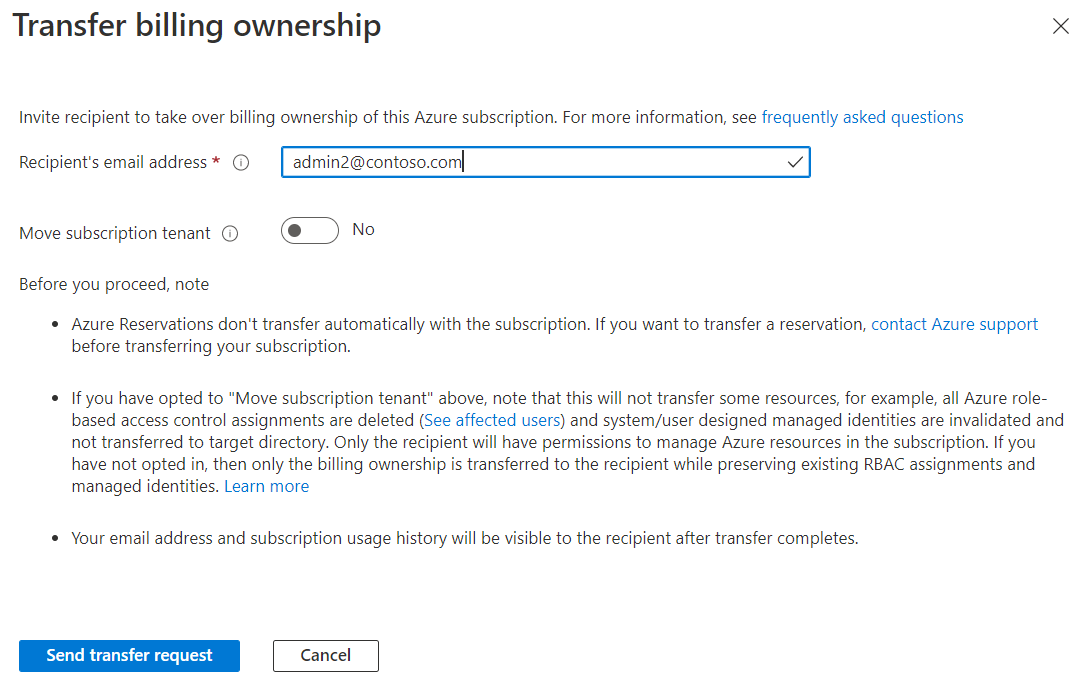 Transfer billing ownership
Invite recipient to take over billing ownership of this Azure subscription. For more information, see frequently asked questions
Recipient's email address *
admin2@contoso.com
Move subscription tenant
No
Before you proceed, note
• Azure Reservations don't transfer automatically with the subscription. If you want to transfer a reservation, contact Azure support
before transferring your subscription.
• If you have opted to "Move subscription tenant" above, note that this will not transfer some resources, for example, all Azure role-
based access control assignments are deleted (See affected users) and system/user designed managed identities are invalidated and
not transferred to target directory. Only the recipient will have permissions to manage Azure resources in the subscription. If you
have not opted in, then only the billing ownership is transferred to the recipient while preserving existing RBAC assignments and
managed identities. Learn more
• Your email address and subscription usage history will be visible to the recipient after transfer completes.
Send transfer request
Cancel